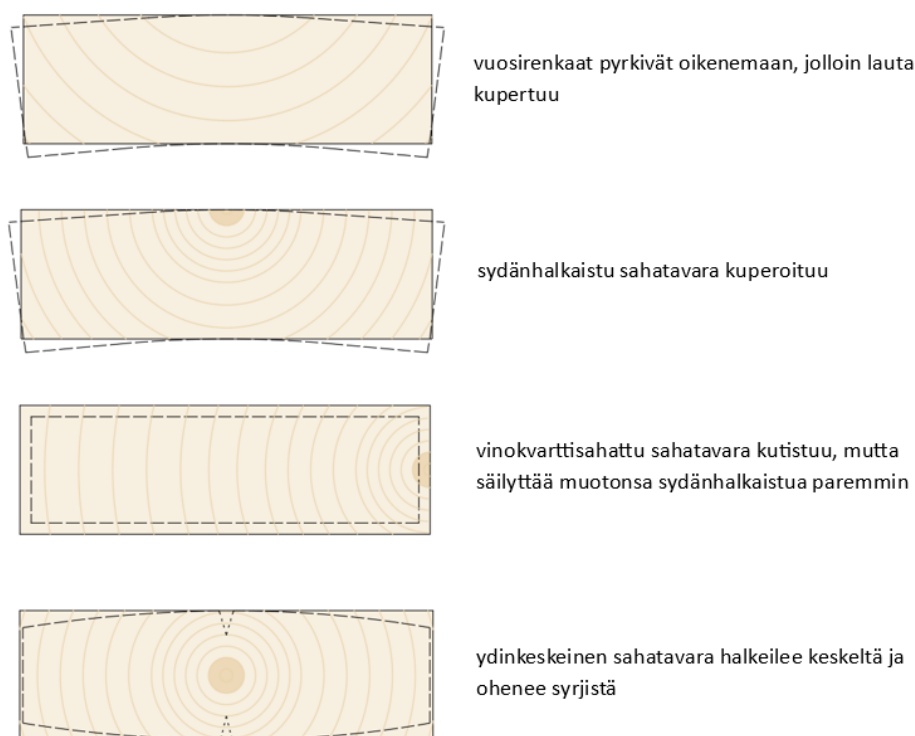 vuosirenkaat pyrkivät oikenemaan, jolloin lauta
kupertuu
sydänhalkaistu sahatavara kuperoituu
vinokvarttisahattu sahatavara kutistuu, mutta
säilyttää muotonsa sydänhalkaistua paremmin
ydinkeskeinen sahatavara halkeilee keskeltä ja
ohenee syrjistä